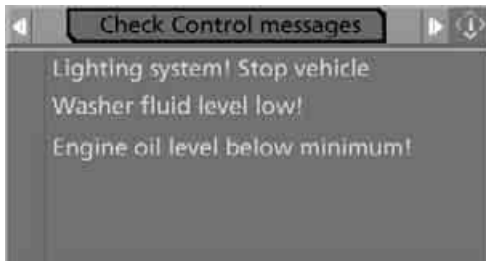 Check Control messages
Lighting system! Stop vehicle
Washer fluid level low!
Engine oil level below minimum!